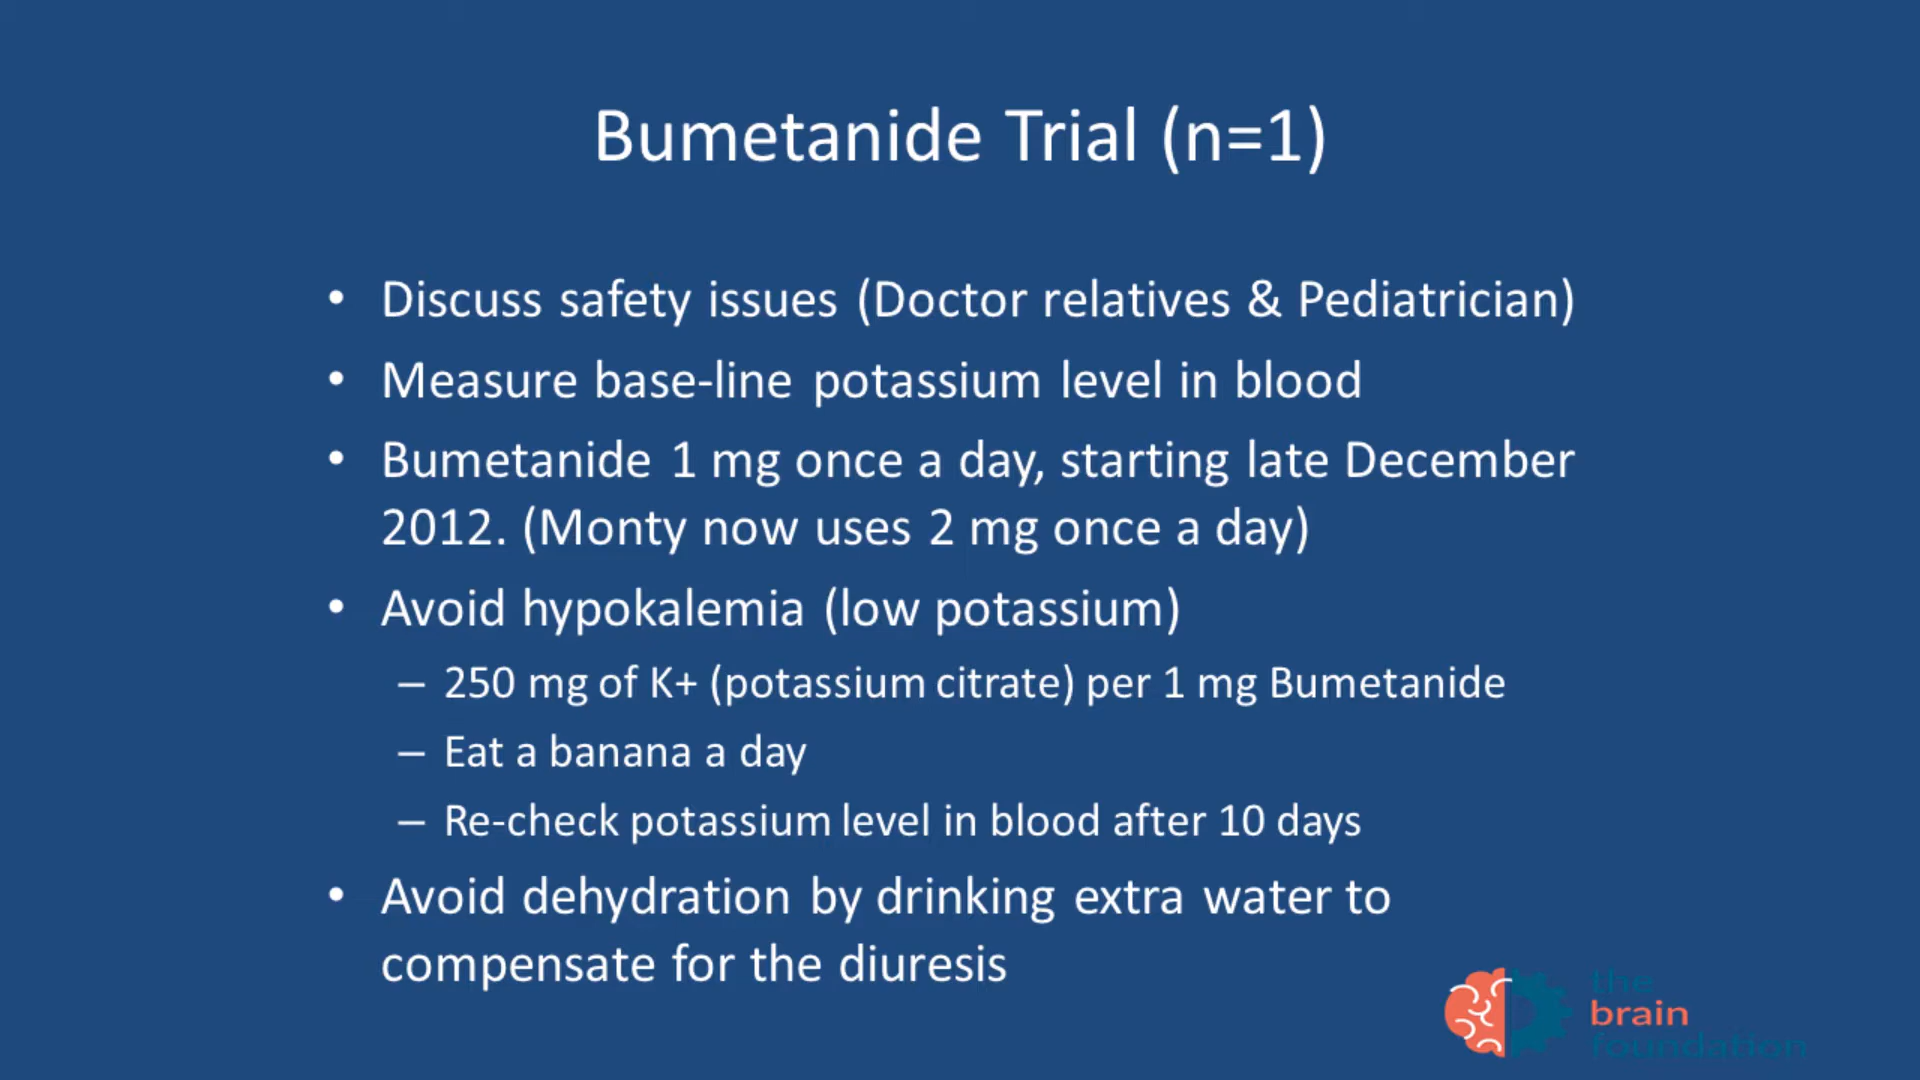 Bumetanide Trial (n=1)
• Discuss safety issues (Doctor relatives & Pediatrician)
• Measure base-line potassium level in blood
• Bumetanide 1 mg once a day, starting late December
2012. (Monty now uses 2 mg once a day)
• Avoid hypokalemia (low potassium)
– 250 mg of K+ (potassium citrate) per 1 mg Bumetanide
– Eat a banana a day
– Re-check potassium level in blood after 10 days
• Avoid dehydration by drinking extra water to
compensate for the diuresis
the
brain
foundation